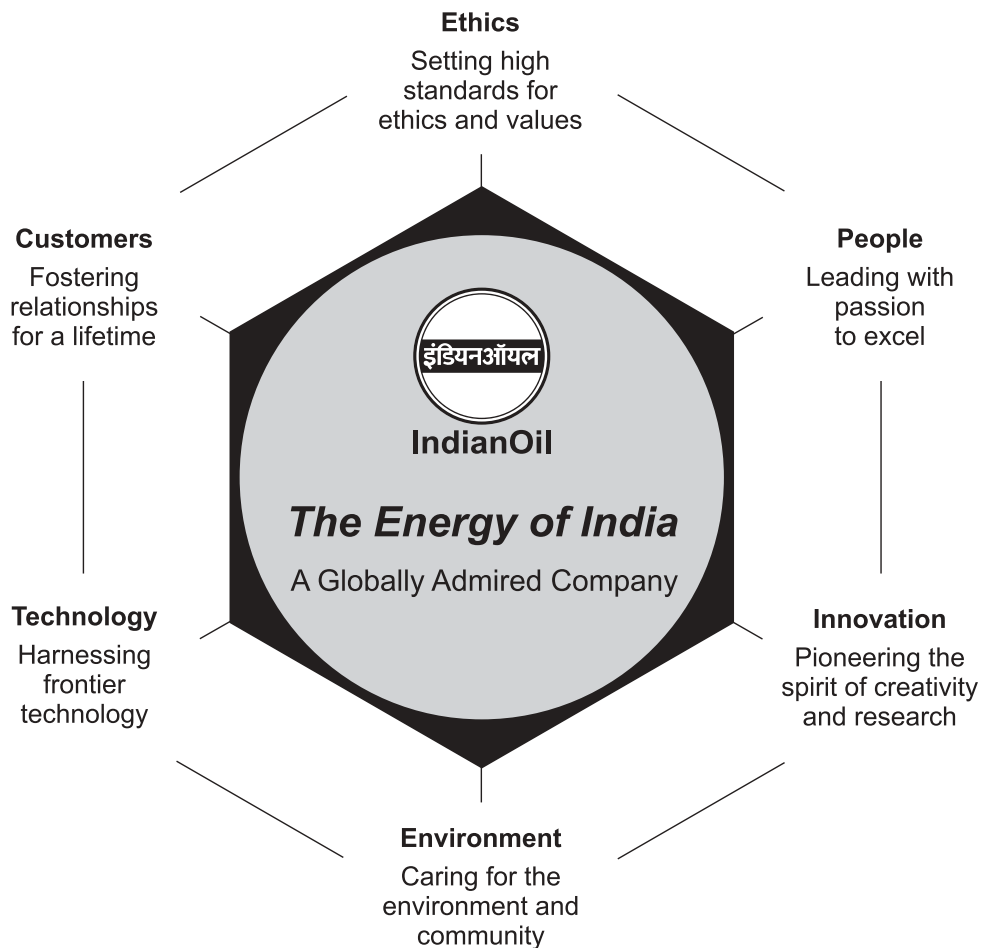 Ethics
Setting high
standards for
ethics and values
Customers
Fostering
relationships
for a lifetime
People
Leading with
passion
to excel
इंडियनऑयल
IndianOil
The Energy of India
A Globally Admired Company
Technology
Harnessing
frontier
technology
Innovation
Pioneering the
spirit of creativity
and research
Environment
Caring for the
environment and
community